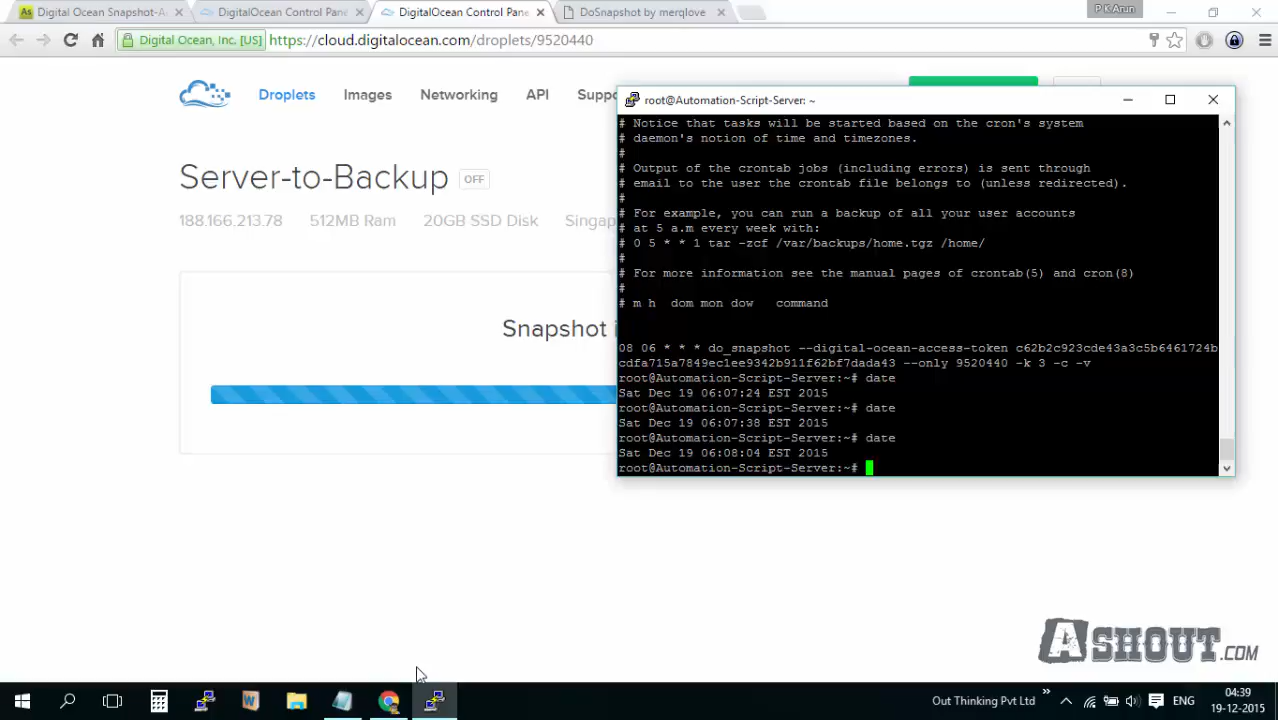 Digital Ocean Snapshot-A
DigitalOcean Control Pane
DigitalOcean Control Pane
DoSnapshot by merqlove
P K Arun
Digital Ocean, Inc. [US]
https://cloud.digitalocean.com/droplets/9520440
Droplets
Images
Networking
API
Suppo
root@Automation-Script-Server: ~
Server-to-Backup
OFF
188.166.213.78
512MB Ram
20GB SSD Disk
Singap
Snapshot i
# Notice that tasks will be started based on the cron's system
# daemon's notion of time and timezones.
#
# Output of the crontab jobs (including errors) is sent through
# email to the user the crontab file belongs to (unless redirected).
#
# For example, you can run a backup of all your user accounts
# at 5 a.m every week with:
# 0 5 * * 1 tar -zcf /var/backups/home.tgz /home/
#
# For more information see the manual pages of crontab(5) and cron(8)
#
# m h  dom mon dow   command
08 06 * * * do_snapshot --digital-ocean-access-token c62b2c923cde43a3c5b6461724b
cdfa715a7849ec1ee9342b911f62bf7dada43 --only 9520440 -k 3 -c -v
root@Automation-Script-Server:~# date
Sat Dec 19 06:07:24 EST 2015
root@Automation-Script-Server:~# date
Sat Dec 19 06:07:38 EST 2015
root@Automation-Script-Server:~# date
Sat Dec 19 06:08:04 EST 2015
root@Automation-Script-Server:~#
ASHOUT.COM
Out Thinking Pvt Ltd
ENG
04:39
19-12-2015